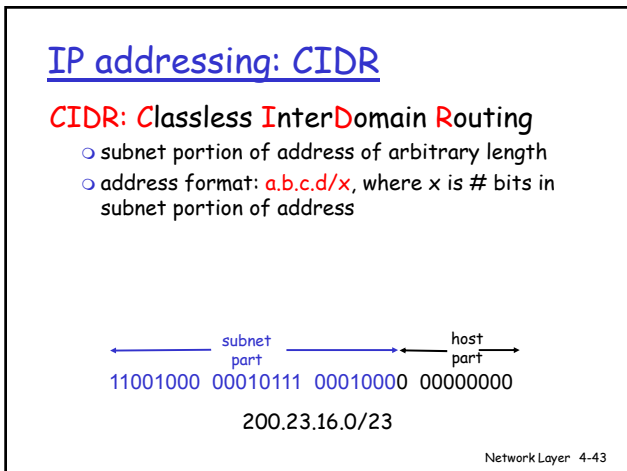 IP addressing: CIDR
CIDR: Classless InterDomain Routing
subnet portion of address of arbitrary length
address format: a.b.c.d/x, where x is # bits in
subnet portion of address
subnet
part
host
part
11001000 00010111 00010000 00000000
200.23.16.0/23
Network Layer 4-43